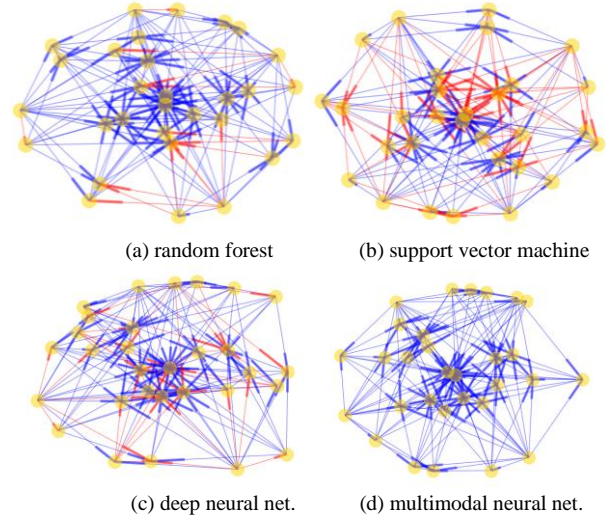 (a) random forest
(b) support vector machine
(c) deep neural net.
(d) multimodal neural net.